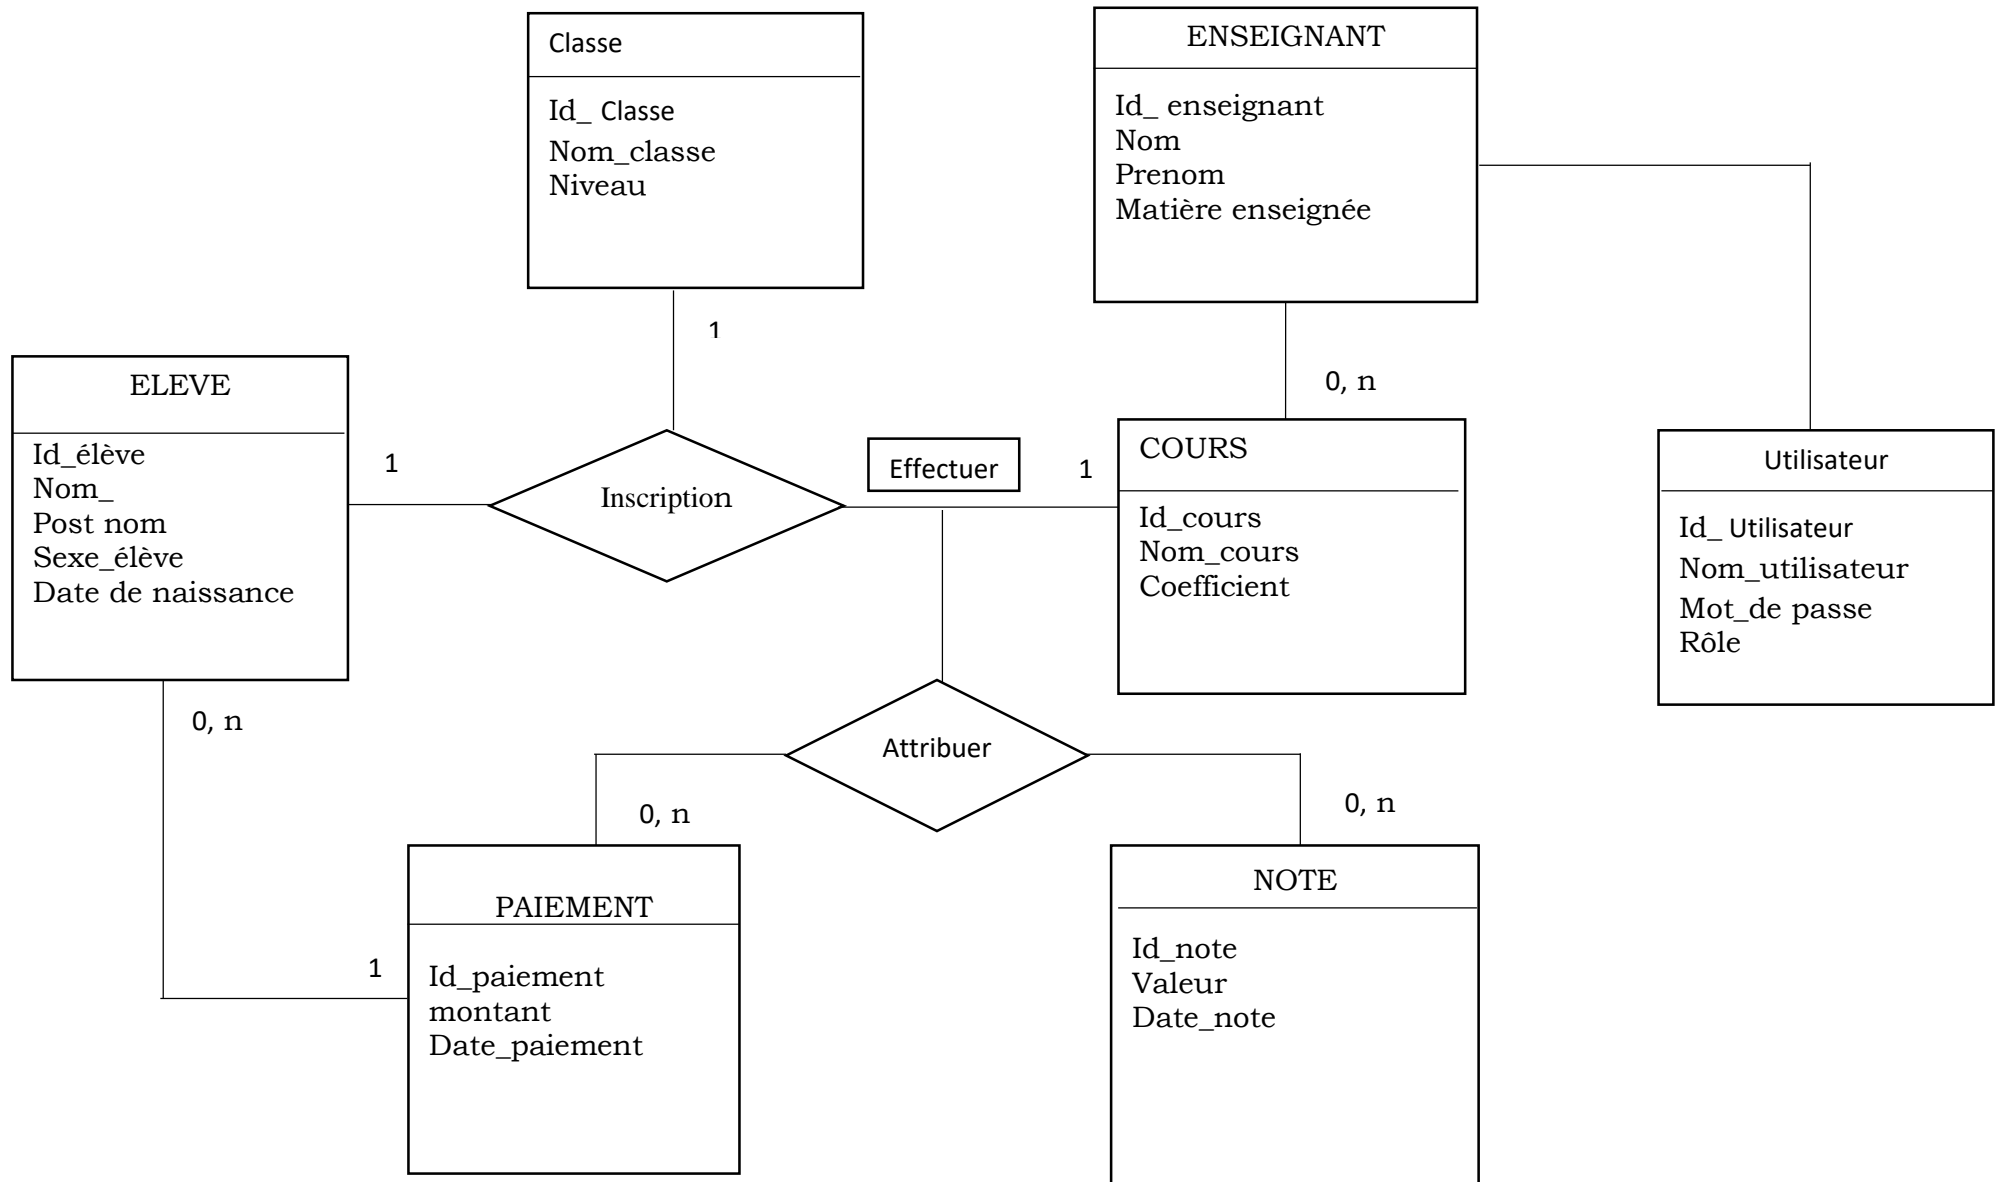 Classe
Id_ Classe
Nom_classe
Niveau
1
ENSEIGNANT
Id_ enseignant
Nom
Prenom
Matière enseignée
0, n
ELEVE
Id_élève
Nom_
Post nom
Sexe_élève
Date de naissance
1
Inscription
Effectuer
1
COURS
Id_cours
Nom_cours
Coefficient
Utilisateur
Id_ Utilisateur
Nom_utilisateur
Mot_de passe
Rôle
0, n
Attribuer
0, n
0, n
1
PAIEMENT
Id_paiement
montant
Date_paiement
NOTE
Id_note
Valeur
Date_note